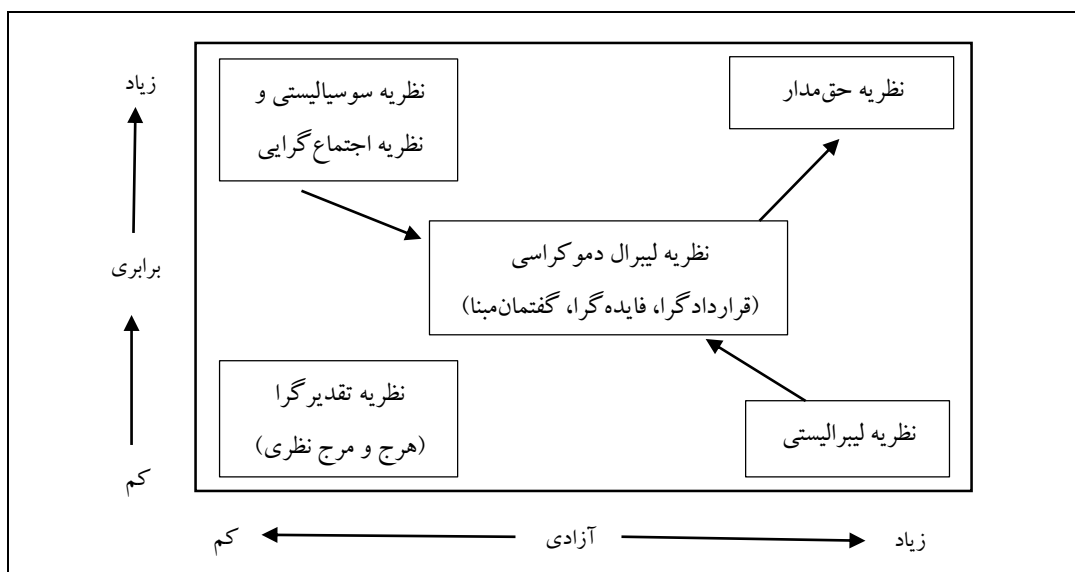 زیاد
نظریه سوسیالیستی و
نظریه اجتماع‌گرایی
نظریه حق‌مدار
برابری
نظریه لیبرال دموکراسی
(قراردادگرا، فایده‌گرا، گفتمان‌مبنا)
نظریه تقدیرگرا
(هرج و مرج نظری)
نظریه لیبرالیستی
کم
زیاد
آزادی
کم